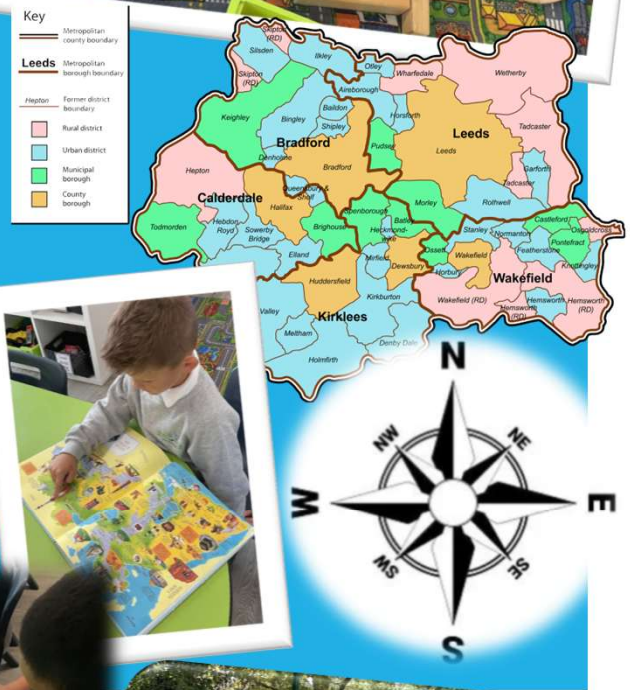 Key
Metropolitan
county boundary
Leeds
Metropolitan
borough boundary
Hepton
Former district
boundary
Rural district
Urban district
Municipal
borough
County
borough
Skipton
(RD)
Silsden
Ilkley
Otley
Skipton
(RD)
Wharfedale
Wetherby
Aireborough
Keighley
Baildon
Bingley
Shipley
Horsforth
Tadcaster
Bradford
Leeds
Pudsey
Leeds
Denholme
Bradford
Garforth
Hepton
Tadcaster
Queensbury &
Shelf
Calderdale
Halifax
Morley
Rothwell
Spenborough
Batley
Todmorden
Hebden
Royd
Sowerby
Bridge
Brighouse
Heckmond-
wike
Castleford
Osgoldcross
Stanley
Normanton
Pontefract
Elland
Mirfield
Dewsbury
Ossett
Wakefield
Featherstone
Horbury
Knottingley
Huddersfield
Wakefield
Kirkburton
Wakefield (RD)
Hemsworth
(RD)
Hemsworth
Hemsworth
(RD)
Valley
Kirklees
Meltham
Denby Dale
Holmfirth
N
NW
NE
W
E
SW
SE
S